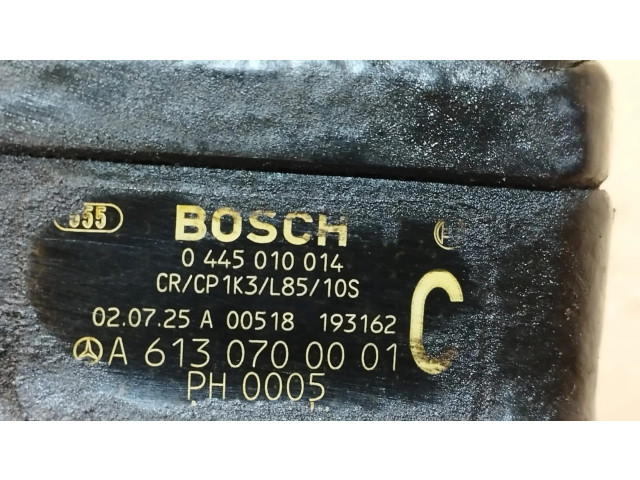 555 BOSCH
0 445 010 014
CR/CP1K3/L85/10S
02.07.25 A 00518 193162
A 613 070 00 01 C
PH 0005